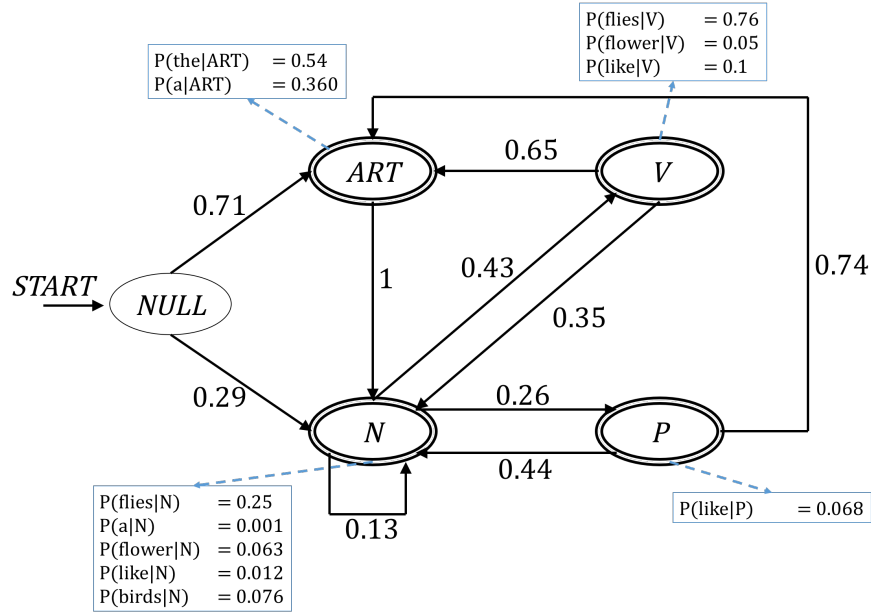 P(flies|V) = 0.76
P(flower|V) = 0.05
P(like|V) = 0.1
P(the|ART) = 0.54
P(a|ART) = 0.360
0.65
ART
V
0.71
START
NULL
1
0.43
0.35
0.74
0.29
0.26
N
P
0.44
0.13
P(flies|N) = 0.25
P(a|N) = 0.001
P(flower|N) = 0.063
P(like|N) = 0.012
P(birds|N) = 0.076
P(like|P) = 0.068